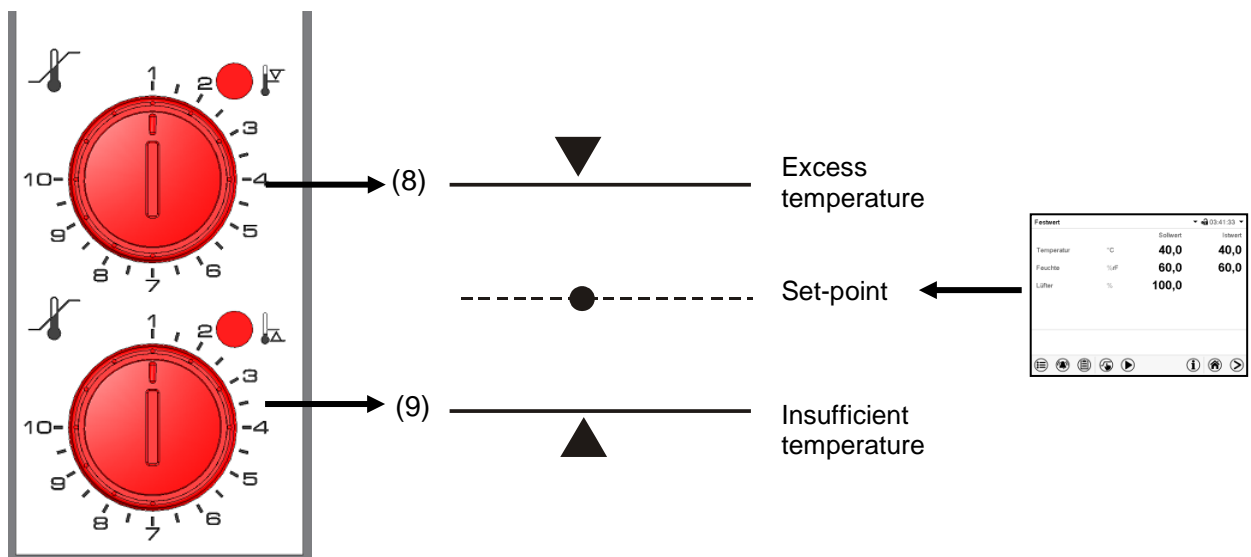 1
2
3
4
5
6
7
8
9
10
(8)
Excess
temperature
Set-point
Festwert
03:41:33
Sollwert
Istwert
Temperatur
°C
40,0
40,0
Feuchte
%rF
60,0
60,0
Lüfter
%
100,0
1
2
3
4
5
6
7
8
9
10
(9)
Insufficient
temperature